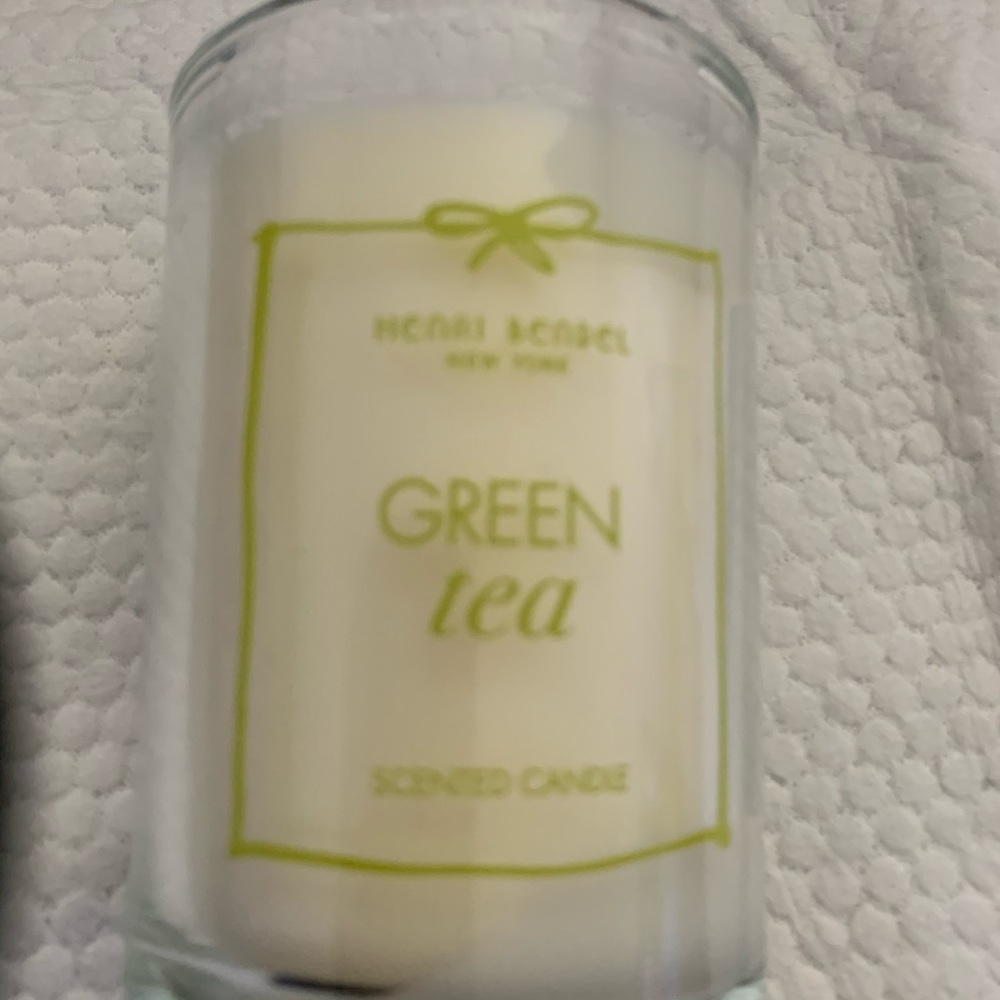 HENRI BENDEL
NEW YORK
GREEN
tea
SCENTED CANDLE